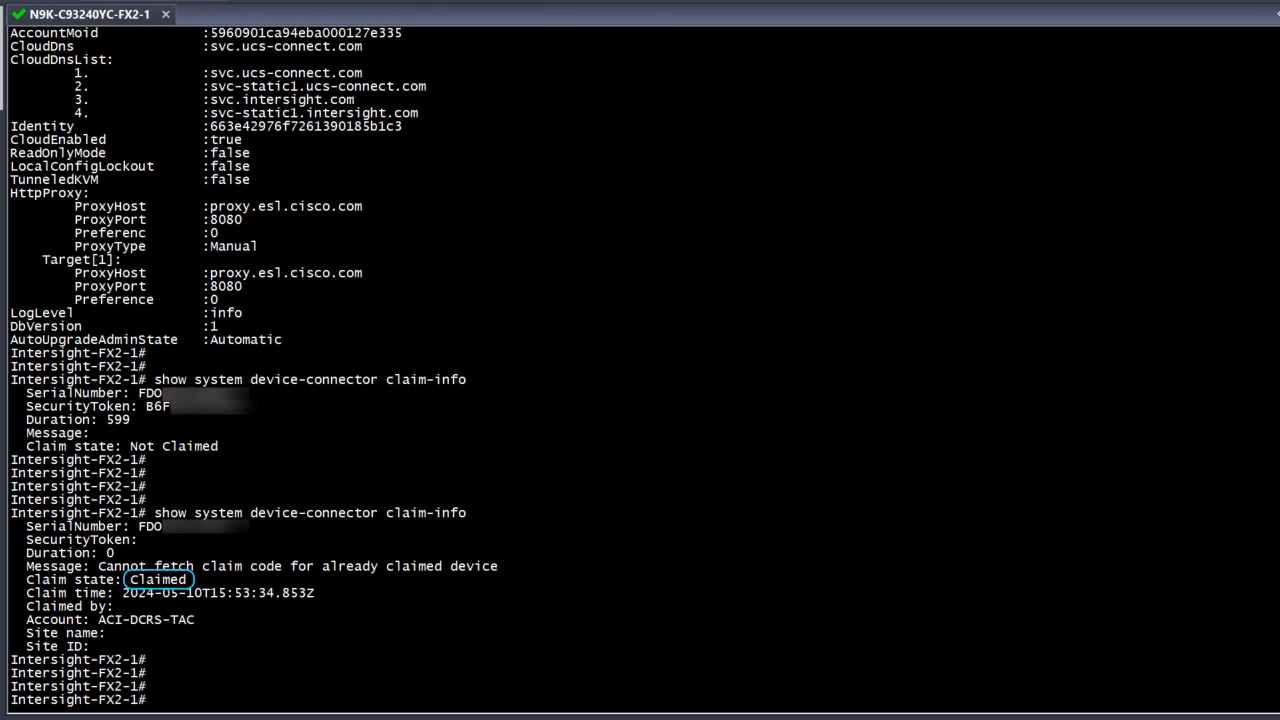 N9K-C93240YC-FX2-1
AccountMoid :5960901ca94eba000127e335
CloudDns :svc.ucs-connect.com
CloudDnsList:
1. :svc.ucs-connect.com
2. :svc-static1.ucs-connect.com
3. :svc.intersight.com
4. :svc-static1.intersight.com
Identity :663e42976f7261390185b1c3
CloudEnabled :true
ReadOnlyMode :false
LocalConfigLockout :false
TunneledKVM :false
HttpProxy:
ProxyHost :proxy.esl.cisco.com
ProxyPort :8080
Preferenc :0
ProxyType :Manual
Target[1]:
ProxyHost :proxy.esl.cisco.com
ProxyPort :8080
Preference :0
LogLevel :info
DbVersion :1
AutoUpgradeAdminState :Automatic
Intersight-FX2-1#
Intersight-FX2-1#
Intersight-FX2-1# show system device-connector claim-info
SerialNumber: FDO
SecurityToken: B6F
Duration: 599
Message:
Claim state: Not Claimed
Intersight-FX2-1#
Intersight-FX2-1#
Intersight-FX2-1#
Intersight-FX2-1#
Intersight-FX2-1# show system device-connector claim-info
SerialNumber: FDO
SecurityToken:
Duration: 0
Message: Cannot fetch claim code for already claimed device
Claim state: Claimed
Claim time: 2024-05-10T15:53:34.853Z
Claimed by:
Account: ACI-DCRS-TAC
Site name:
Site ID:
Intersight-FX2-1#
Intersight-FX2-1#
Intersight-FX2-1#
Intersight-FX2-1#